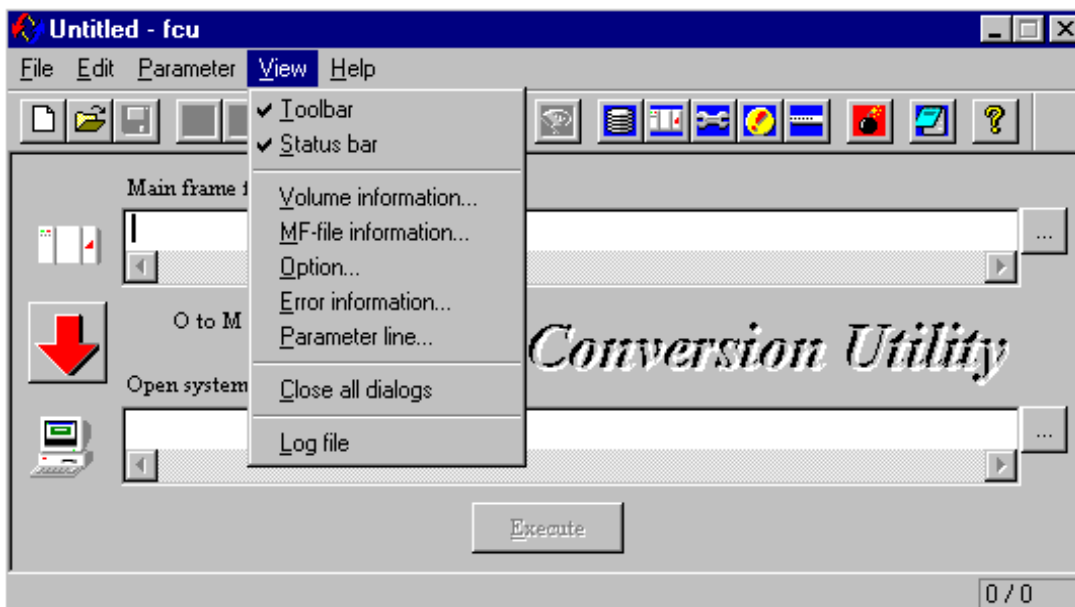 Untitled - fcu
File Edit Parameter View Help
Toolbar
Status bar
Main frame
Volume information...
MF-file information...
...
Option...
Error information...
O to M
Parameter line...
Conversion Utility
Open system
Close all dialogs
...
Log file
Execute
0 / 0